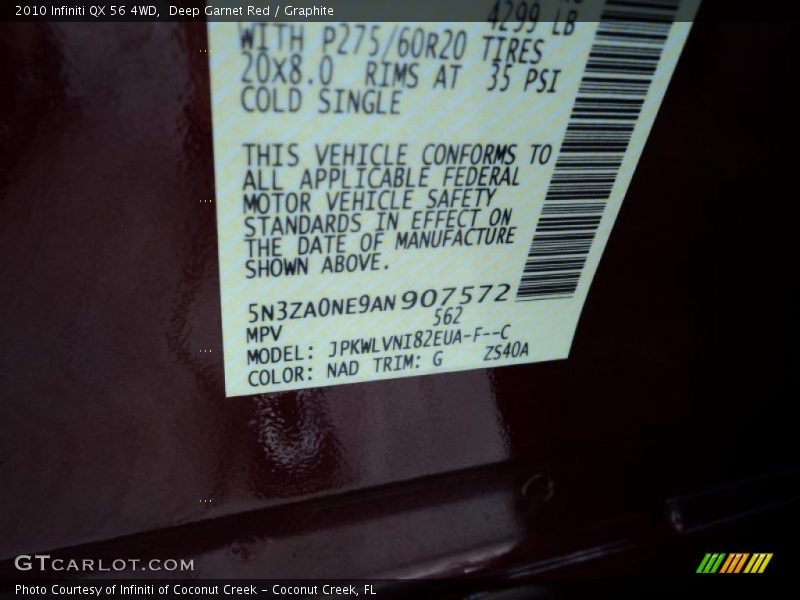 2010 Infiniti QX 56 4WD,  Deep Garnet Red / Graphite
4299 LB
WITH P275/60R20 TIRES
20X8.0 RIMS AT 35 PSI
COLD SINGLE
THIS VEHICLE CONFORMS TO
ALL APPLICABLE FEDERAL
MOTOR VEHICLE SAFETY
STANDARDS IN EFFECT ON
THE DATE OF MANUFACTURE
SHOWN ABOVE.
5N3ZA0NE9AN907572
MPV 562
MODEL: JPKWLVNI82EUA-F--C
COLOR: NAD TRIM: G ZS40A
GTCARLOT.COM
Photo Courtesy of Infiniti of Coconut Creek - Coconut Creek, FL